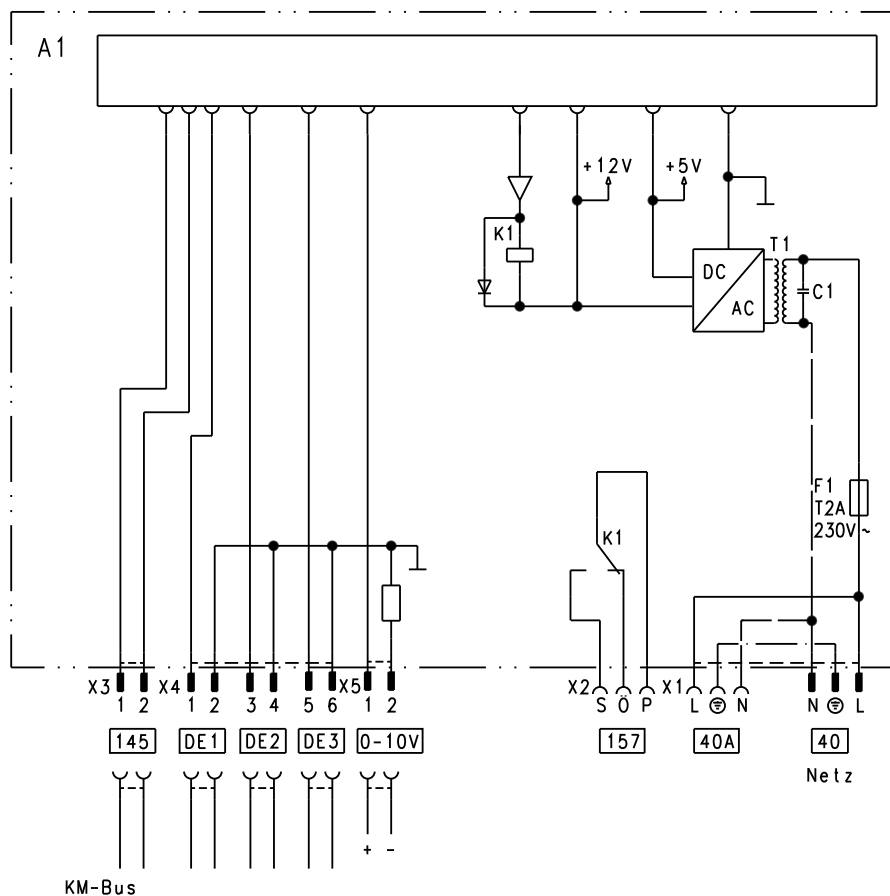 A1
+12V +5V
K1 T1
DC
AC C1
F1
T2A
230V~
K1
X3 X4 X5 X2 X1
1 2 1 2 3 4 5 6 1 2 S Ö P L N N L
145 DE1 DE2 DE3 0-10V 157 40A 40
Netz
+ -
KM-Bus